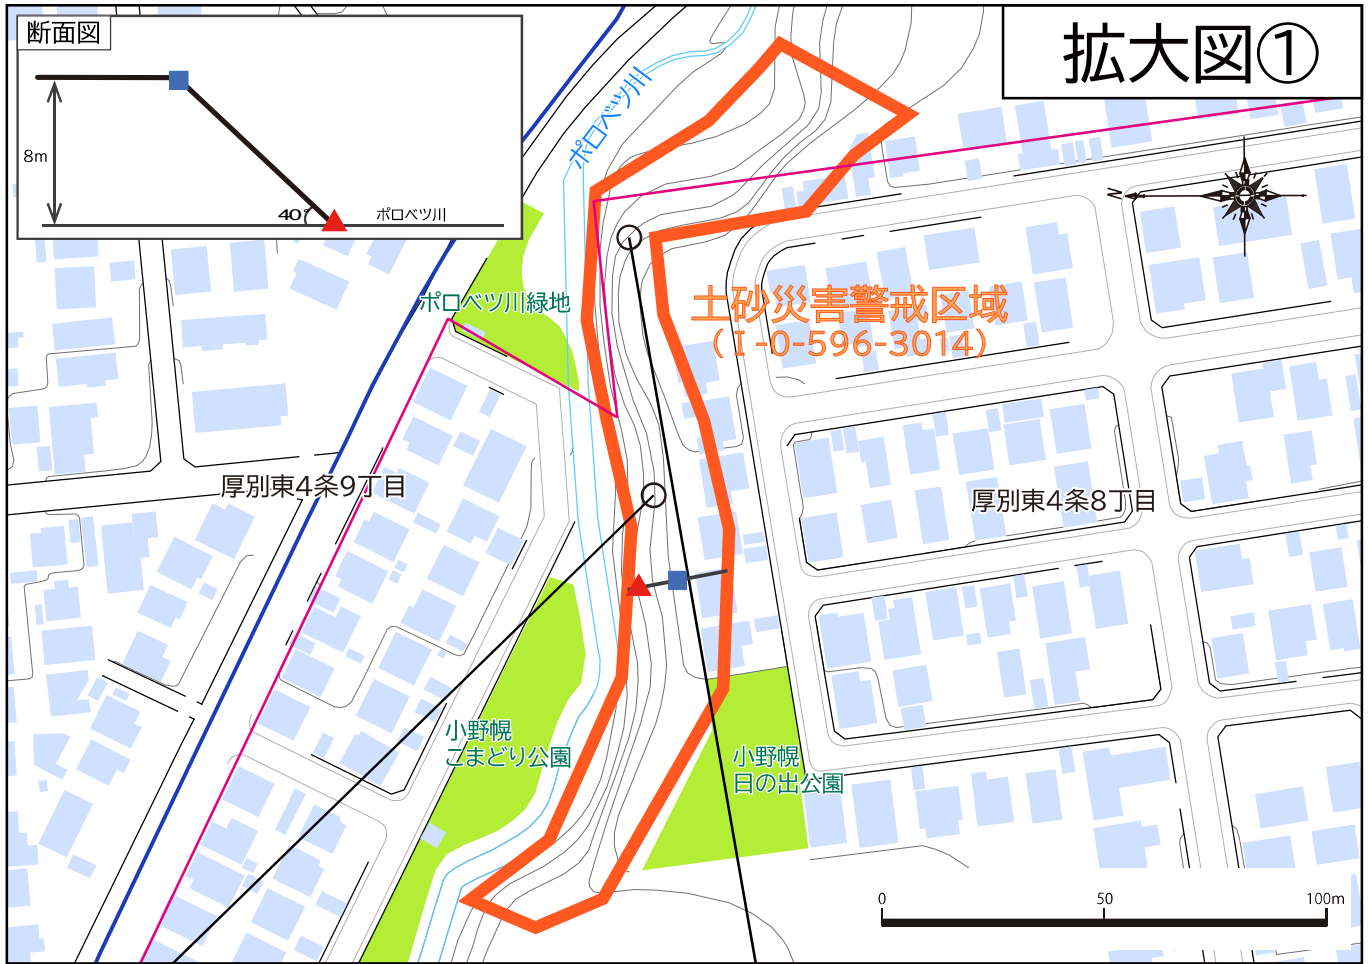 断面図
8m
40°
ポロベツ川
拡大図①
ポロベツ川
N
ポロベツ川緑地
土砂災害警戒区域
（Ⅰ-0-596-3014）
厚別東4条9丁目
厚別東4条8丁目
小野幌
こまどり公園
小野幌
日の出公園
0
50
100m